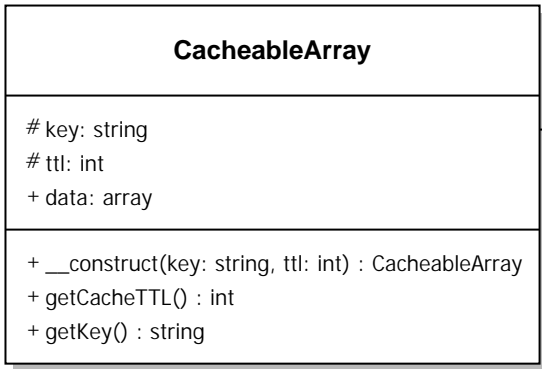 CacheableArray
# key: string
# ttl: int
+ data: array
+ __construct(key: string, ttl: int) : CacheableArray
+ getCacheTTL() : int
+ getKey() : string